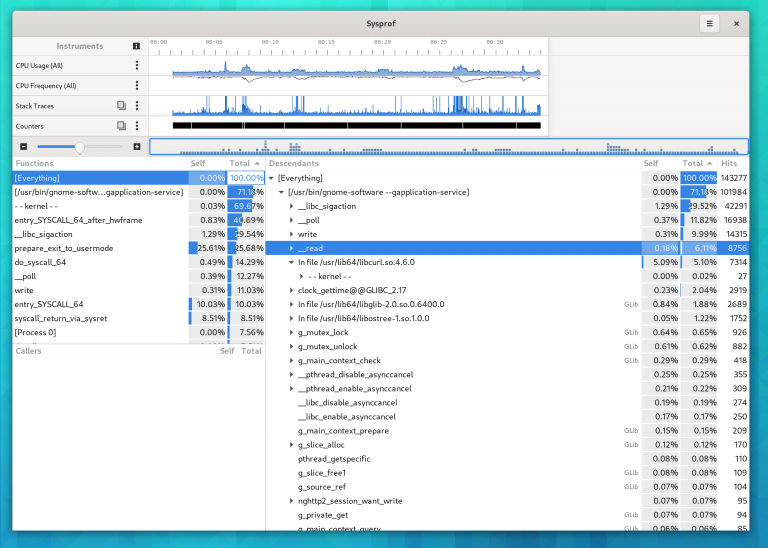 Sysprof
Instruments
00:00 00:05 00:10 00:15 00:20 00:25 00:30
CPU Usage (All)
CPU Frequency (All)
Stack Traces
Counters
Functions Self Total
[Everything] 0.00% 100.00%
[/usr/bin/gnome-softw...gapplication-service] 0.00% 71.18%
-- kernel -- 0.03% 69.67%
entry_SYSCALL_64_after_hwframe 0.83% 40.69%
__libc_sigaction 1.29% 29.54%
prepare_exit_to_usermode 25.61% 25.68%
do_syscall_64 0.49% 14.29%
__poll 0.39% 12.27%
write 0.31% 11.03%
entry_SYSCALL_64 10.03% 10.03%
syscall_return_via_sysret 8.51% 8.51%
[Process 0] 0.00% 7.56%
Callers Self Total
Descendants Self Total Hits
[Everything] 0.00% 100.00% 143277
[/usr/bin/gnome-software --gapplication-service] 0.00% 71.18% 101984
__libc_sigaction 1.29% 29.52% 42291
__poll 0.37% 11.82% 16938
write 0.31% 9.99% 14315
__read 0.18% 6.11% 8756
In file /usr/lib64/libcurl.so.4.6.0 5.09% 5.10% 7314
-- kernel -- 0.00% 0.02% 27
clock_gettime@@GLIBC_2.17 0.23% 2.04% 2919
In file /usr/lib64/libglib-2.0.so.0.6400.0 GLib 0.84% 1.88% 2689
In file /usr/lib64/libostree-1.so.1.0.0 GLib 0.05% 1.22% 1752
g_mutex_lock GLib 0.64% 0.65% 926
g_mutex_unlock GLib 0.61% 0.62% 882
g_main_context_check GLib 0.29% 0.29% 418
__pthread_disable_asynccancel 0.25% 0.25% 355
__pthread_enable_asynccancel 0.21% 0.22% 309
__libc_disable_asynccancel 0.19% 0.19% 274
__libc_enable_asynccancel 0.17% 0.17% 250
g_main_context_prepare GLib 0.15% 0.15% 209
g_slice_alloc GLib 0.12% 0.12% 170
pthread_getspecific 0.08% 0.08% 110
g_slice_free1 GLib 0.08% 0.08% 109
g_source_ref GLib 0.07% 0.07% 104
nghttp2_session_want_write 0.07% 0.07% 95
g_private_get GLib 0.07% 0.07% 94
g_main_context_query GLib 0.06% 0.06% 85